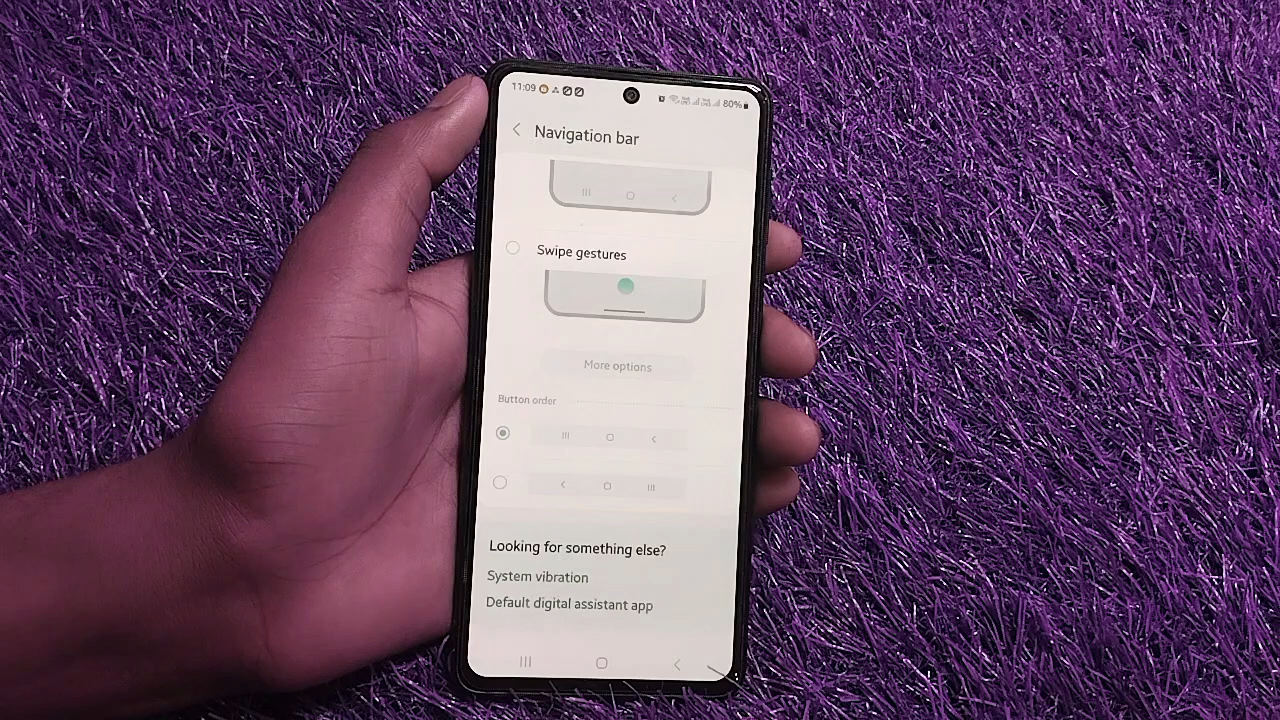 11:09
80%
Navigation bar
Swipe gestures
More options
Button order
Looking for something else?
System vibration
Default digital assistant app